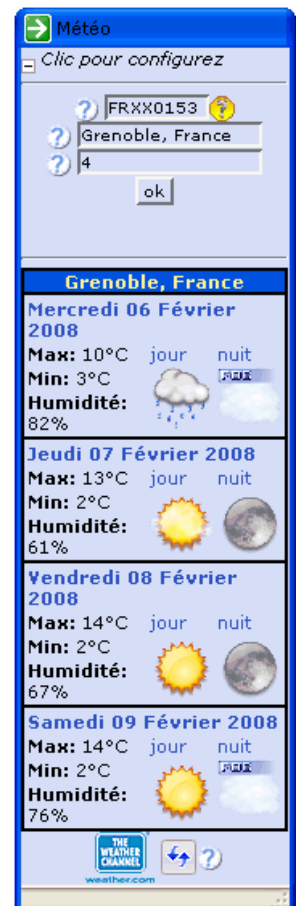 Météo
Clic pour configurez
FRXX0153
Grenoble, France
4
ok
Grenoble, France
Mercredi 06 Février
2008
Max: 10°C jour nuit
Min: 3°C
Humidité:
82%
Jeudi 07 Février 2008
Max: 13°C jour nuit
Min: 2°C
Humidité:
61%
Vendredi 08 Février
2008
Max: 14°C jour nuit
Min: 2°C
Humidité:
67%
Samedi 09 Février 2008
Max: 14°C jour nuit
Min: 2°C
Humidité:
76%
THE
WEATHER
CHANNEL
weather.com